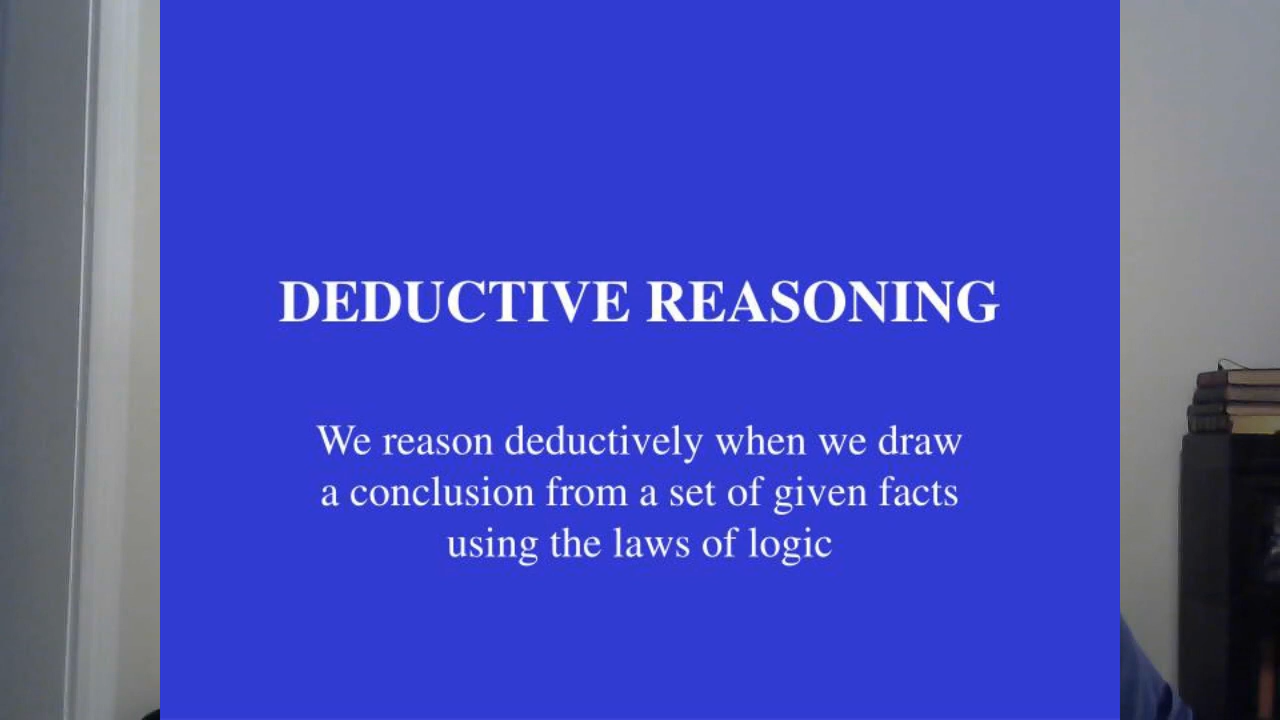 DEDUCTIVE REASONING
We reason deductively when we draw
a conclusion from a set of given facts
using the laws of logic